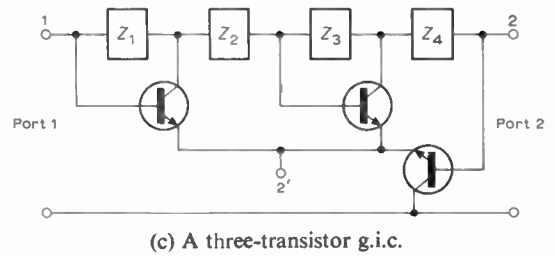 1 Z1 Z2 Z3 Z4 2
Port 1
Port 2
2'
(c) A three-transistor g.i.c.